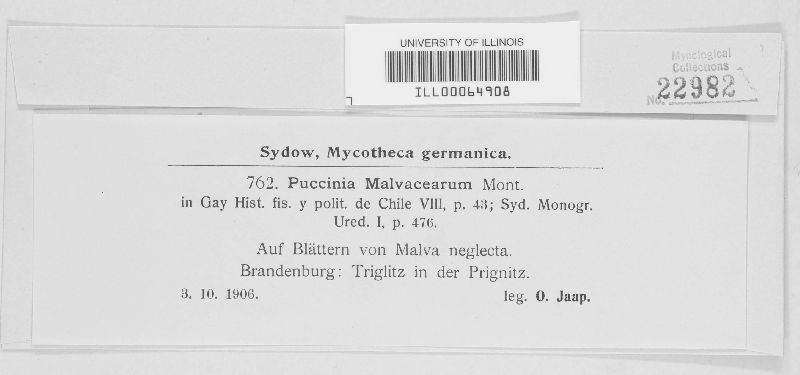 UNIVERSITY OF ILLINOIS
ILL00064908
Mycological
Collections
No. 22982
Sydow, Mycotheca germanica.
762. Puccinia Malvacearum Mont.
in Gay Hist. fis. y polit. de Chile VIII, p. 43; Syd. Monogr.
Ured. I, p. 476.
Auf Blättern von Malva neglecta.
Brandenburg: Triglitz in der Prignitz.
3. 10. 1906. leg. O. Jaap.